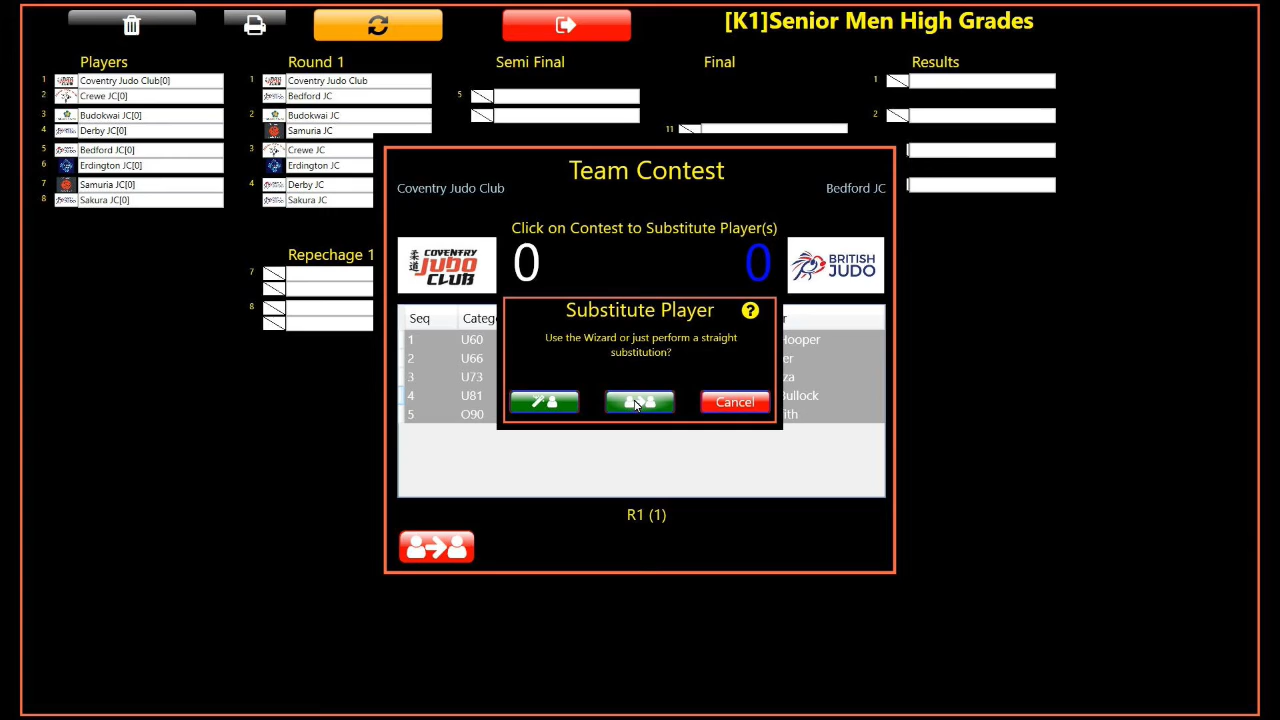 [K1]Senior Men High Grades
Players
Round 1
Semi Final
Final
Results
1 Coventry Judo Club[0]
2 Crewe JC[0]
3 Budokwai JC[0]
4 Derby JC[0]
5 Bedford JC[0]
6 Erdington JC[0]
7 Samuria JC[0]
8 Sakura JC[0]
1 Coventry Judo Club
Bedford JC
2 Budokwai JC
Samuria JC
3 Crewe JC
Erdington JC
4 Derby JC
Sakura JC
5
11
1
2
Repechage 1
7
8
Team Contest
Coventry Judo Club
Bedford JC
Click on Contest to Substitute Player(s)
柔道 COVENTRY JUDO CLUB
0
0
BRITISH JUDO
Seq Categ r
1 U60 Hooper
2 U66 er
3 U73 za
4 U81 Bullock
5 O90 ith
Substitute Player ?
Use the Wizard or just perform a straight
substitution?
Cancel
R1 (1)